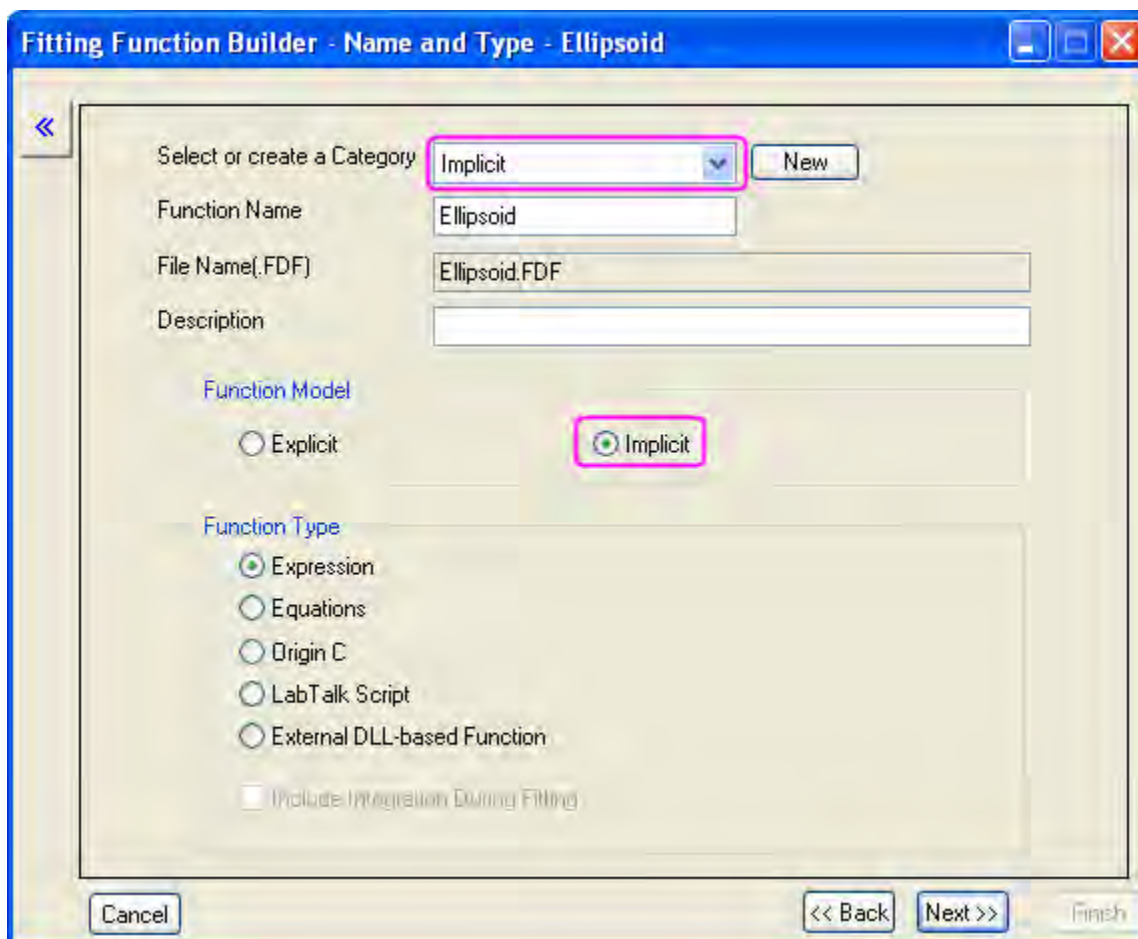 Fitting Function Builder - Name and Type - Ellipsoid
«
Select or create a Category Implicit New
Function Name Ellipsoid
File Name(.FDF) Ellipsoid.FDF
Description
Function Model
Explicit Implicit
Function Type
Expression
Equations
Origin C
LabTalk Script
External DLL-based Function
Include Integration During Fitting
Cancel << Back Next >> Finish